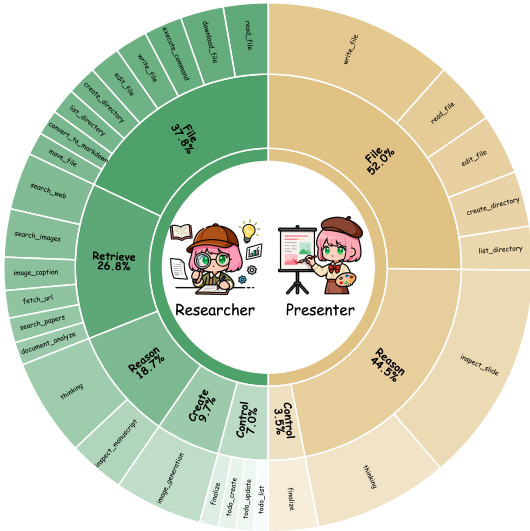 read_file
download_file
execute_command
write_file
edit_file
create_directory
list_directory
convert_to_markdown
move_file
search_web
search_images
image_caption
fetch_url
search_papers
document_analyze
thinking
inspect_manuscript
image_generation
finalize
todo_create
todo_update
todo_list
File
37.8%
Retrieve
26.8%
Reason
18.7%
Create
9.7%
Control
7.0%
Researcher
Presenter
write_file
read_file
edit_file
create_directory
list_directory
inspect_slide
thinking
finalize
File
52.0%
Reason
44.5%
Control
3.5%